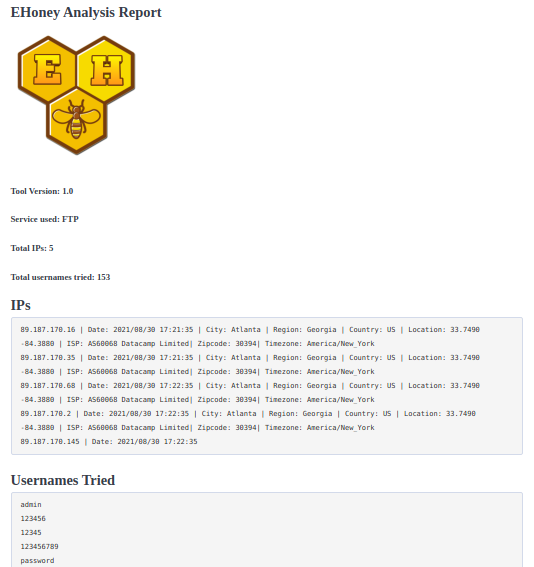 EHoney Analysis Report
E H
Tool Version: 1.0
Service used: FTP
Total IPs: 5
Total usernames tried: 153
IPs
89.187.170.16 | Date: 2021/08/30 17:21:35 | City: Atlanta | Region: Georgia | Country: US | Location: 33.7490
-84.3880 | ISP: AS60068 Datacamp Limited| Zipcode: 30394| Timezone: America/New_York
89.187.170.35 | Date: 2021/08/30 17:21:35 | City: Atlanta | Region: Georgia | Country: US | Location: 33.7490
-84.3880 | ISP: AS60068 Datacamp Limited| Zipcode: 30394| Timezone: America/New_York
89.187.170.68 | Date: 2021/08/30 17:22:35 | City: Atlanta | Region: Georgia | Country: US | Location: 33.7490
-84.3880 | ISP: AS60068 Datacamp Limited| Zipcode: 30394| Timezone: America/New_York
89.187.170.2 | Date: 2021/08/30 17:22:35 | City: Atlanta | Region: Georgia | Country: US | Location: 33.7490
-84.3880 | ISP: AS60068 Datacamp Limited| Zipcode: 30394| Timezone: America/New_York
89.187.170.145 | Date: 2021/08/30 17:22:35
Usernames Tried
admin
123456
12345
123456789
password